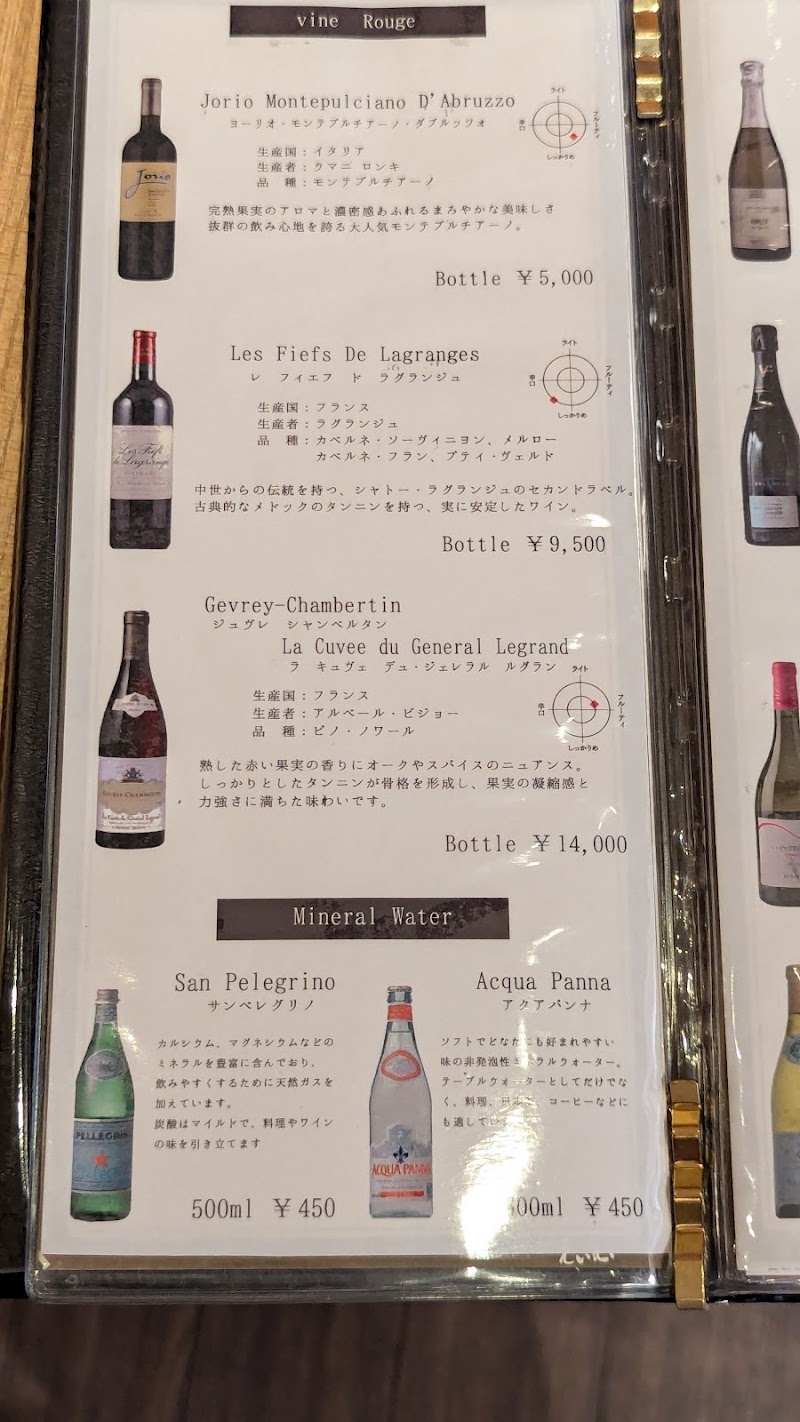 vine Rouge
Jorio Montepulciano D'Abruzzo
ヨーリオ・モンテプルチアーノ・ダブルッツオ
ライト
フルーティ
辛口
しっかりめ
生産国：イタリア
生産者：ウマニ ロンキ
品　種：モンテプルチアーノ
完熟果実のアロマと濃密感あふれるまろやかな美味しさ
抜群の飲み心地を誇る大人気モンテプルチアーノ。
Bottle ￥5,000
Jorio
Les Fiefs De Lagranges
レ　フィエフ　ド　ラグランジュ
ライト
フルーティ
辛口
しっかりめ
生産国：フランス
生産者：ラグランジュ
品　種：カベルネ・ソーヴィニヨン、メルロー
カベルネ・フラン、プティ・ヴェルド
中世からの伝統を持つ、シャトー・ラグランジュのセカンドラベル。
古典的なメドックのタンニンを持つ、実に安定したワイン。
Bottle ￥9,500
Les Fiefs
de Lagrange
Gevrey-Chambertin
ジュヴレ　シャンベルタン
La Cuvee du General Legrand
ラ　キュヴェ　デュ・ジェレラル　ルグラン
ライト
フルーティ
辛口
しっかりめ
生産国：フランス
生産者：アルベール・ビジョー
品　種：ピノ・ノワール
熟した赤い果実の香りにオークやスパイスのニュアンス。
しっかりとしたタンニンが骨格を形成し、果実の凝縮感と
力強さに満ちた味わいです。
Bottle ￥14,000
GEVREY-CHAMBERTIN
Mineral Water
San Pelegrino
サンペレグリノ
カルシウム、マグネシウムなどの
ミネラルを豊富に含んでおり、
飲みやすくするために天然ガスを
加えています。
炭酸はマイルドで、料理やワイン
の味を引き立てます
500ml ￥450
PELLEGRIN
Acqua Panna
アクアパンナ
ソフトでどなたにも好まれやすい
味の非発泡性ミネラルウォーター。
テーブルウォーターとしてだけでな
く、料理、 コーヒーなどに
も適して
00ml ￥450
ACQUA PANNA
BRUT